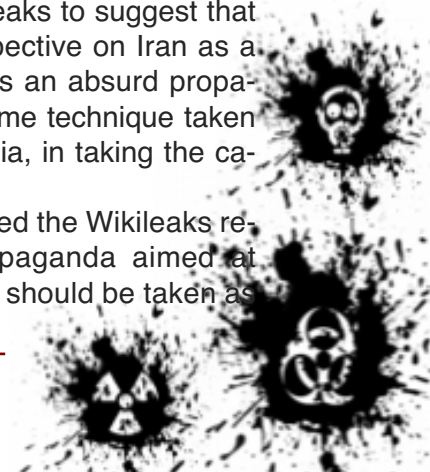 eaks to suggest that
pective on Iran as a
s an absurd propa-
me technique taken
ia, in taking the ca-
ed the Wikileaks re-
paganda aimed at
should be taken as